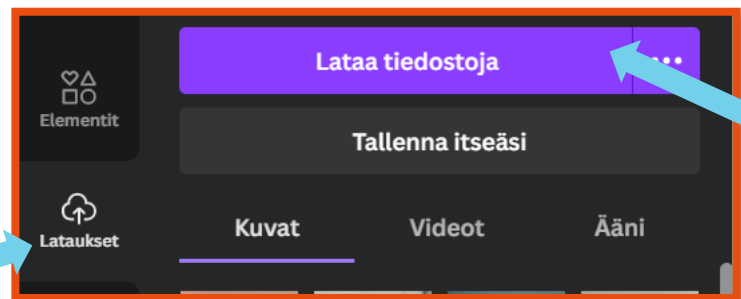 Lataa tiedostoja
Elementit
Tallenna itseäsi
Lataukset
Kuvat
Videot
Ääni